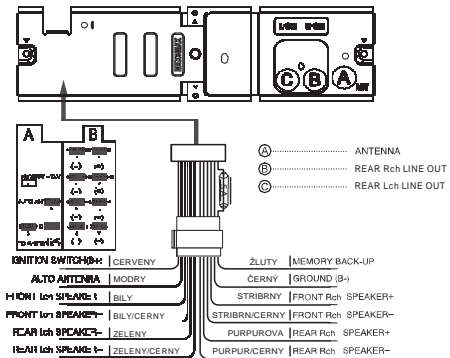 C B A
A B
A ANTENNA
B REAR Rch LINE OUT
C REAR Lch LINE OUT
IGNITION SWITCH(B+) CERVENY
AUTO ANTENNA MODRY
FRONT Lch SPEAKER BILY
FRONT Lch SPEAKER– BILY/CERNY
REAR Lch SPEAKER– ZELENY
REAR Lch SPEAKER– ZELENY/CERNY
ŽLUTY MEMORY BACK-UP
ČERNÝ GROUND (B-)
STRIBRNY FRONT Rch SPEAKER+
STRIBRN/CERNY FRONT Rch SPEAKER–
PURPUROVA REAR Rch SPEAKER+
PURPUR/CERNY REAR Rch SPEAKER–